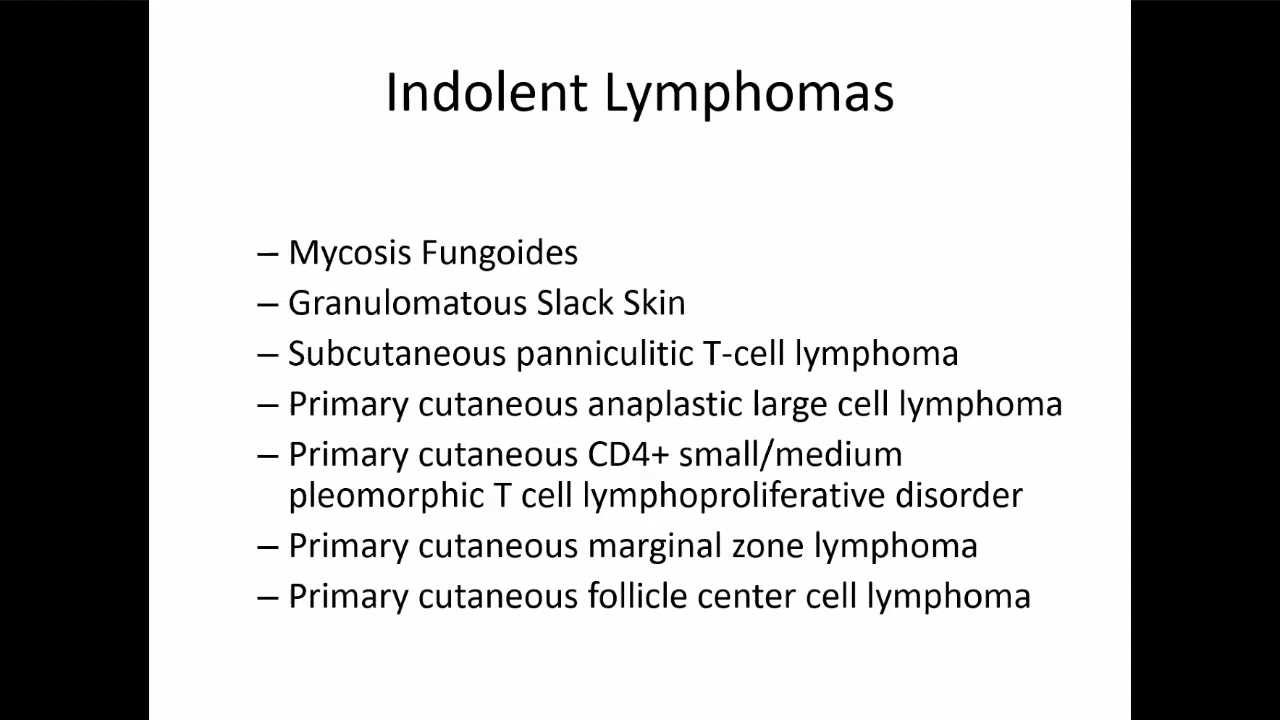 Indolent Lymphomas
– Mycosis Fungoides
– Granulomatous Slack Skin
– Subcutaneous panniculitic T-cell lymphoma
– Primary cutaneous anaplastic large cell lymphoma
– Primary cutaneous CD4+ small/medium
pleomorphic T cell lymphoproliferative disorder
– Primary cutaneous marginal zone lymphoma
– Primary cutaneous follicle center cell lymphoma